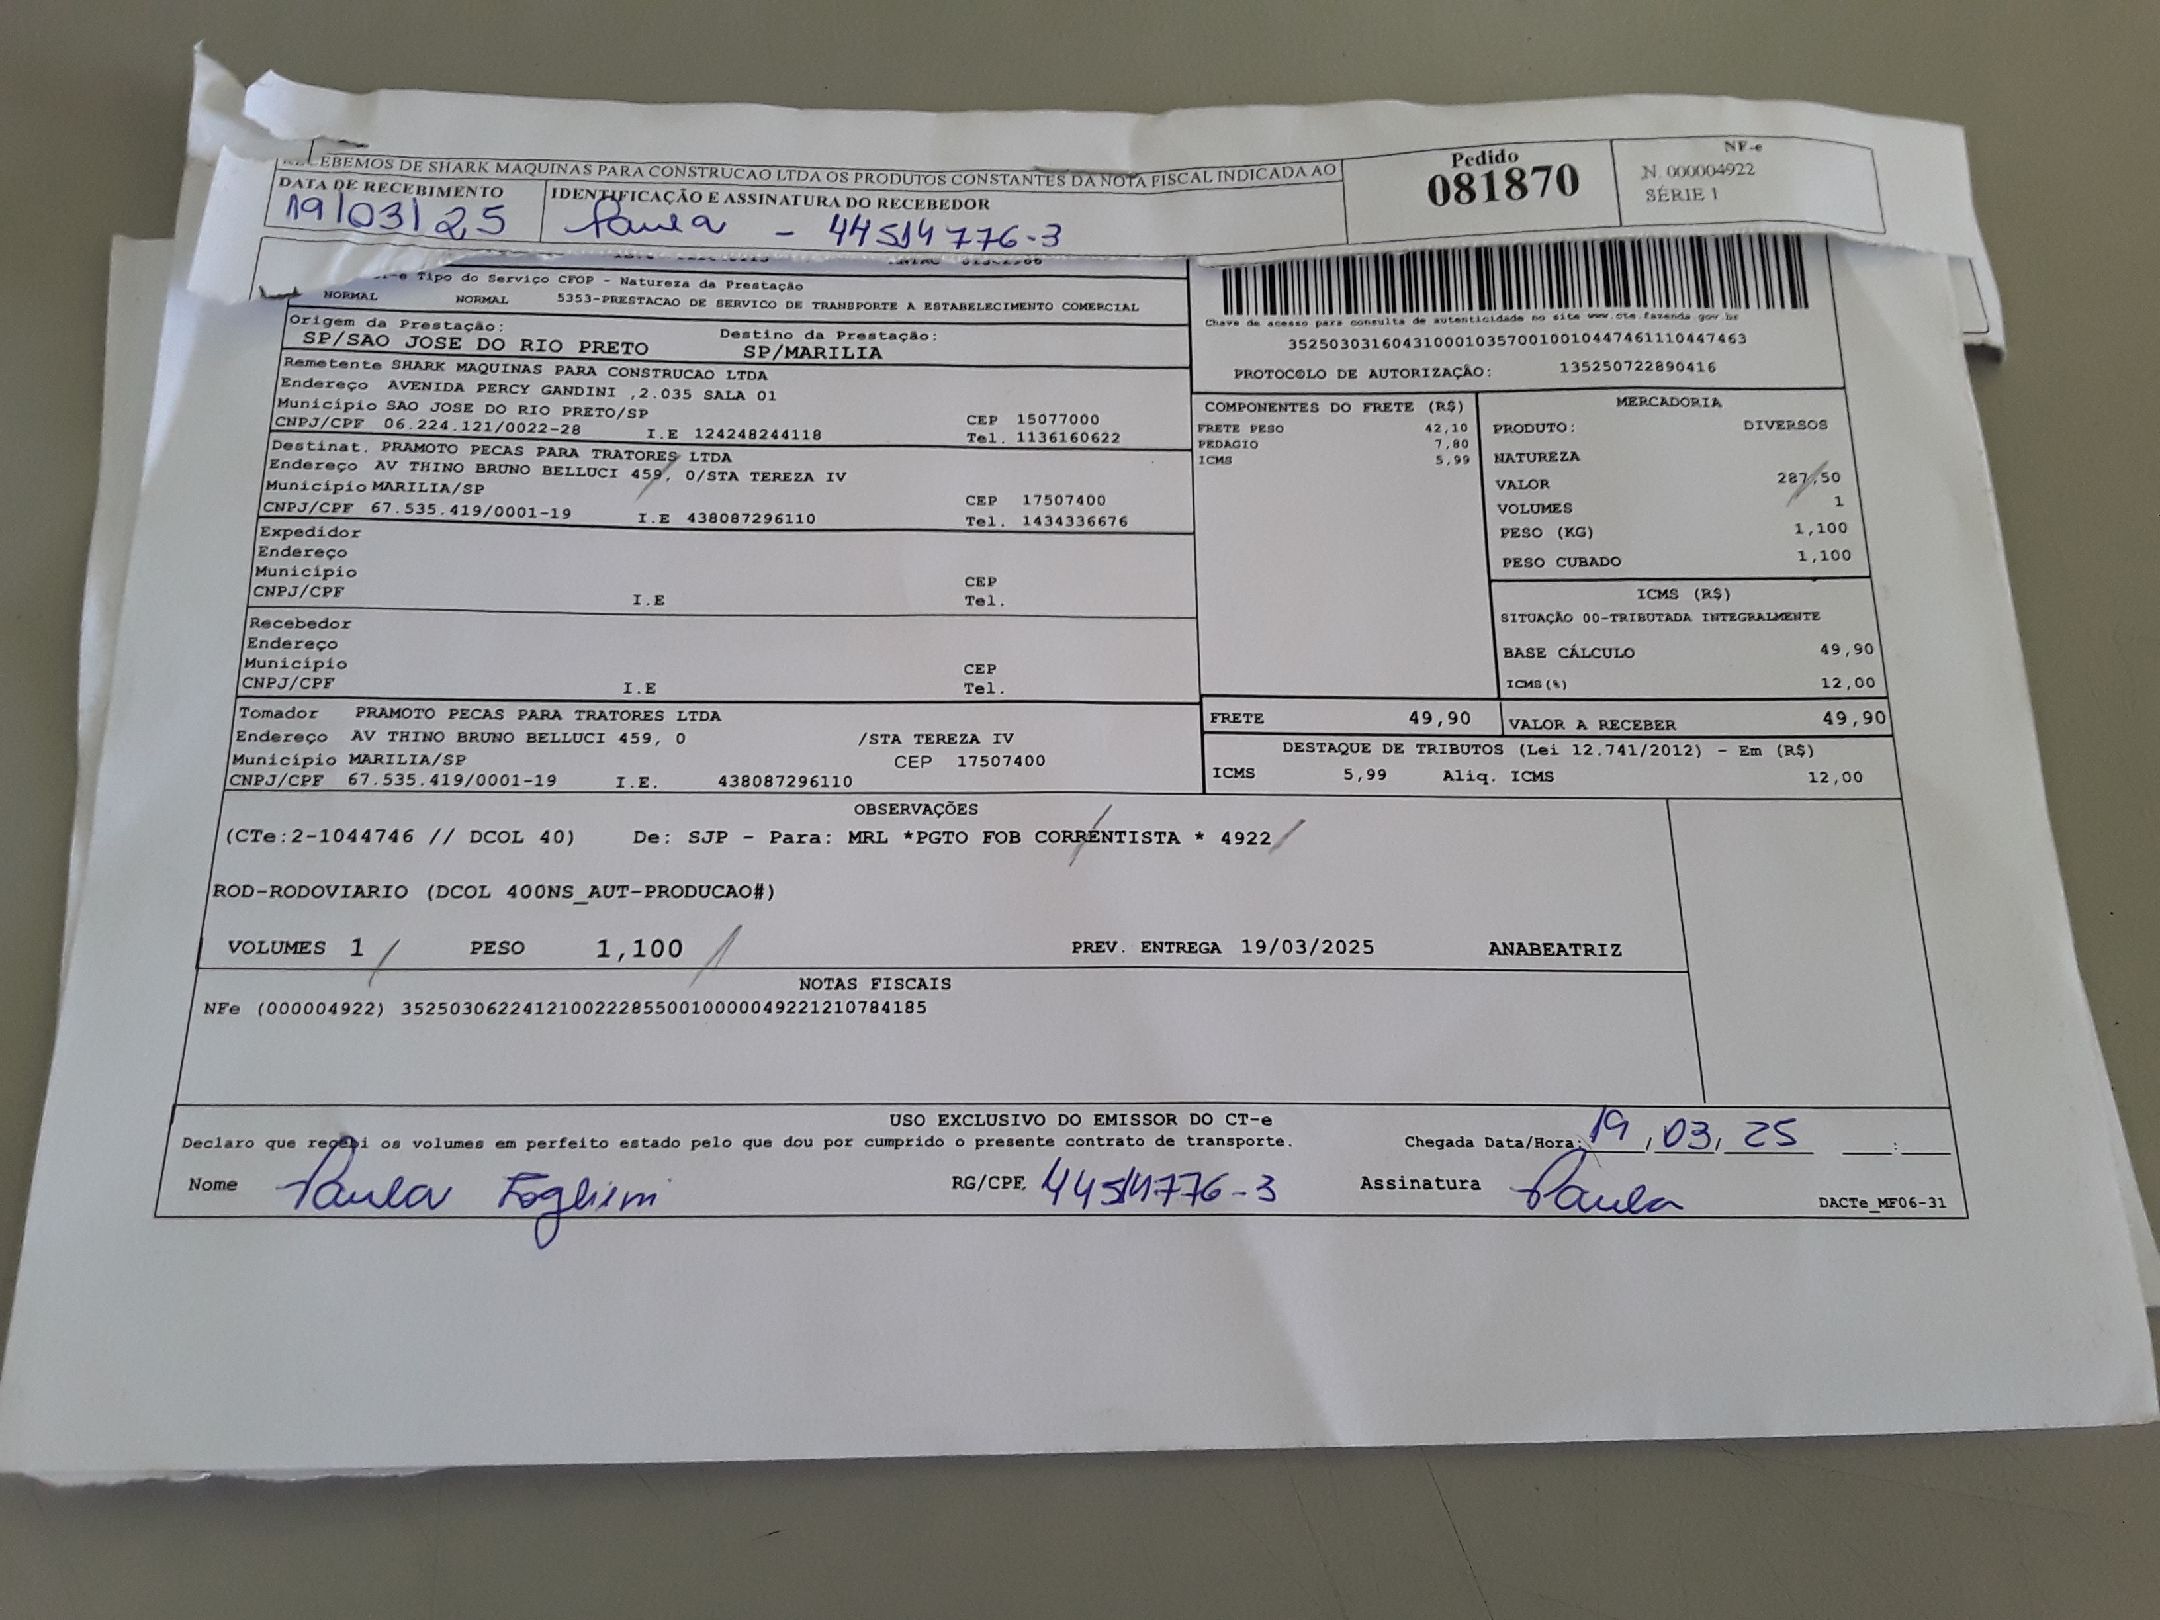 RECEBEMOS DE SHARK MAQUINAS PARA CONSTRUCAO LTDA OS PRODUTOS CONSTANTES DA NOTA FISCAL INDICADA AO
DATA DE RECEBIMENTO
19/03/25
IDENTIFICAÇÃO E ASSINATURA DO RECEBEDOR
Paula - 44514776-3
Pedido
081870
NF-e
N. 000004922
SÉRIE 1
Tipo do Serviço CFOP - Natureza da Prestação
NORMAL NORMAL 5353-PRESTACAO DE SERVICO DE TRANSPORTE A ESTABELECIMENTO COMERCIAL
Origem da Prestação: Destino da Prestação:
SP/SAO JOSE DO RIO PRETO SP/MARILIA
Remetente SHARK MAQUINAS PARA CONSTRUCAO LTDA
Endereço AVENIDA PERCY GANDINI ,2.035 SALA 01
Município SAO JOSE DO RIO PRETO/SP CEP 15077000
CNPJ/CPF 06.224.121/0022-28 I.E 124248244118 Tel. 1136160622
Destinat. PRAMOTO PECAS PARA TRATORES LTDA
Endereço AV THINO BRUNO BELLUCI 459, 0/STA TEREZA IV
Município MARILIA/SP CEP 17507400
CNPJ/CPF 67.535.419/0001-19 I.E 438087296110 Tel. 1434336676
Expedidor
Endereço
Município CEP
CNPJ/CPF I.E Tel.
Recebedor
Endereço
Município CEP
CNPJ/CPF I.E Tel.
Tomador PRAMOTO PECAS PARA TRATORES LTDA
Endereço AV THINO BRUNO BELLUCI 459, 0 /STA TEREZA IV
Município MARILIA/SP CEP 17507400
CNPJ/CPF 67.535.419/0001-19 I.E. 438087296110
Chave de acesso para consulta de autenticidade no site www.cte.fazenda.gov.br
35250303160431000103570010010447461110447463
PROTOCOLO DE AUTORIZAÇÃO: 135250722890416
COMPONENTES DO FRETE (R$)
FRETE PESO 42,10
PEDAGIO 7,80
ICMS 5,99
MERCADORIA
PRODUTO: DIVERSOS
NATUREZA
VALOR 287,50
VOLUMES 1
PESO (KG) 1,100
PESO CUBADO 1,100
ICMS (R$)
SITUAÇÃO 00-TRIBUTADA INTEGRALMENTE
BASE CÁLCULO 49,90
ICMS(%) 12,00
FRETE 49,90 VALOR A RECEBER 49,90
DESTAQUE DE TRIBUTOS (Lei 12.741/2012) - Em (R$)
ICMS 5,99 Aliq. ICMS 12,00
OBSERVAÇÕES
(CTe:2-1044746 // DCOL 40) De: SJP - Para: MRL *PGTO FOB CORRENTISTA * 4922
ROD-RODOVIARIO (DCOL 400NS_AUT-PRODUCAO#)
VOLUMES 1 PESO 1,100 PREV. ENTREGA 19/03/2025 ANABEATRIZ
NOTAS FISCAIS
NFe (000004922) 35250306224121002228550010000049221210784185
USO EXCLUSIVO DO EMISSOR DO CT-e
Declaro que recebi os volumes em perfeito estado pelo que dou por cumprido o presente contrato de transporte. Chegada Data/Hora: 19/03/25 :
Nome Paula RG/CPF 44514776-3 Assinatura Paula
DACTe_MF06-31